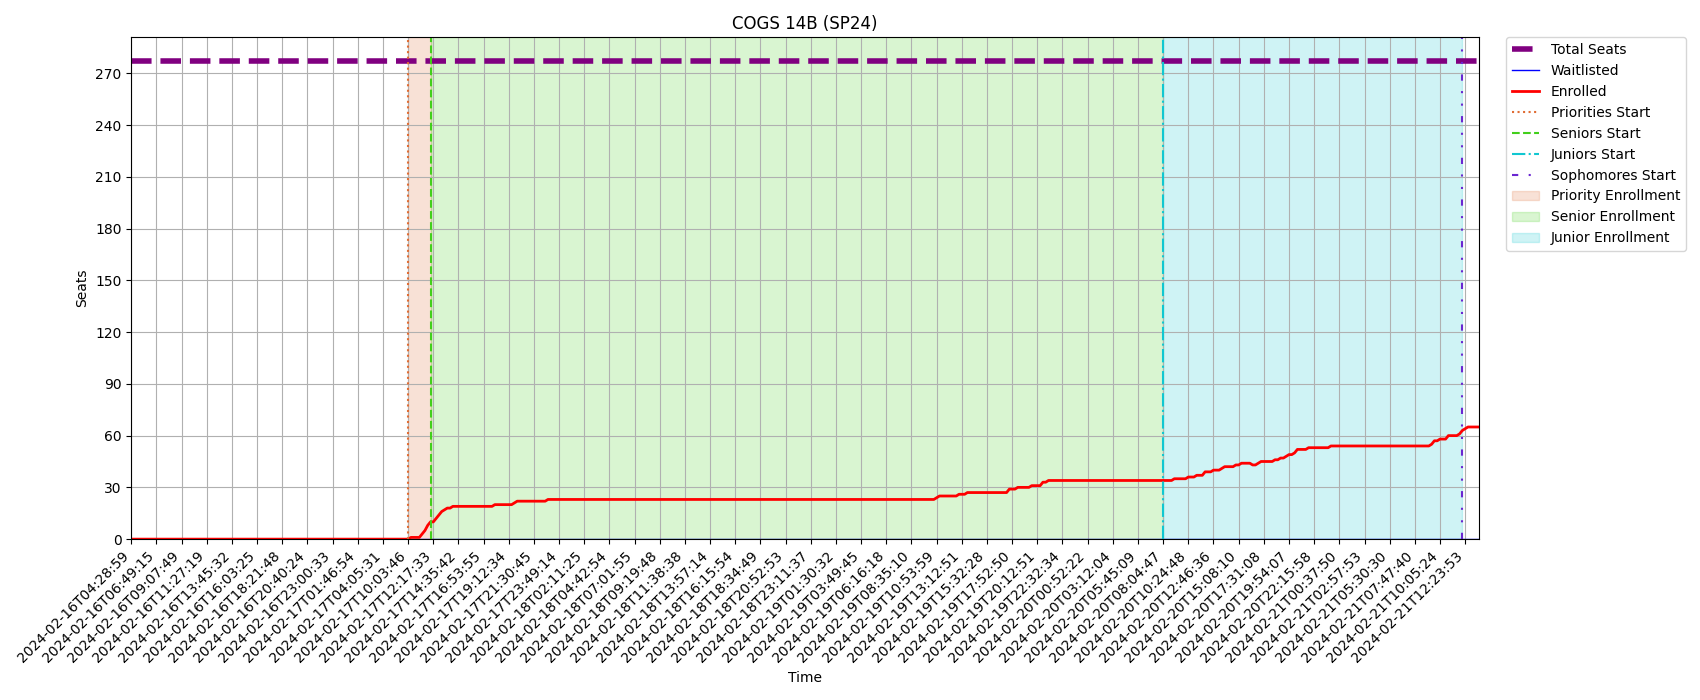 COGS 14B (SP24)
Total Seats
Waitlisted
Enrolled
Priorities Start
Seniors Start
Juniors Start
Sophomores Start
Priority Enrollment
Senior Enrollment
Junior Enrollment
Seats
270
240
210
180
150
120
90
60
30
0
2024-02-16T04:28:59
2024-02-16T06:49:15
2024-02-16T09:07:49
2024-02-16T11:27:19
2024-02-16T13:45:32
2024-02-16T16:03:25
2024-02-16T18:21:48
2024-02-16T20:40:24
2024-02-16T23:00:33
2024-02-17T01:46:54
2024-02-17T04:05:31
2024-02-17T10:03:46
2024-02-17T12:17:33
2024-02-17T14:35:42
2024-02-17T16:53:55
2024-02-17T19:12:34
2024-02-17T21:30:45
2024-02-17T23:49:14
2024-02-18T02:11:25
2024-02-18T04:42:54
2024-02-18T07:01:55
2024-02-18T09:19:48
2024-02-18T11:38:38
2024-02-18T13:57:14
2024-02-18T16:15:54
2024-02-18T18:34:49
2024-02-18T20:52:53
2024-02-18T23:11:37
2024-02-19T01:30:32
2024-02-19T03:49:45
2024-02-19T06:16:18
2024-02-19T08:35:10
2024-02-19T10:53:59
2024-02-19T13:12:51
2024-02-19T15:32:28
2024-02-19T17:52:50
2024-02-19T20:12:51
2024-02-19T22:32:34
2024-02-20T00:52:22
2024-02-20T03:12:04
2024-02-20T05:45:09
2024-02-20T08:04:47
2024-02-20T10:24:48
2024-02-20T12:46:36
2024-02-20T15:08:10
2024-02-20T17:31:08
2024-02-20T19:54:07
2024-02-20T22:15:58
2024-02-21T00:37:50
2024-02-21T02:57:53
2024-02-21T05:30:30
2024-02-21T07:47:40
2024-02-21T10:05:24
2024-02-21T12:23:53
Time